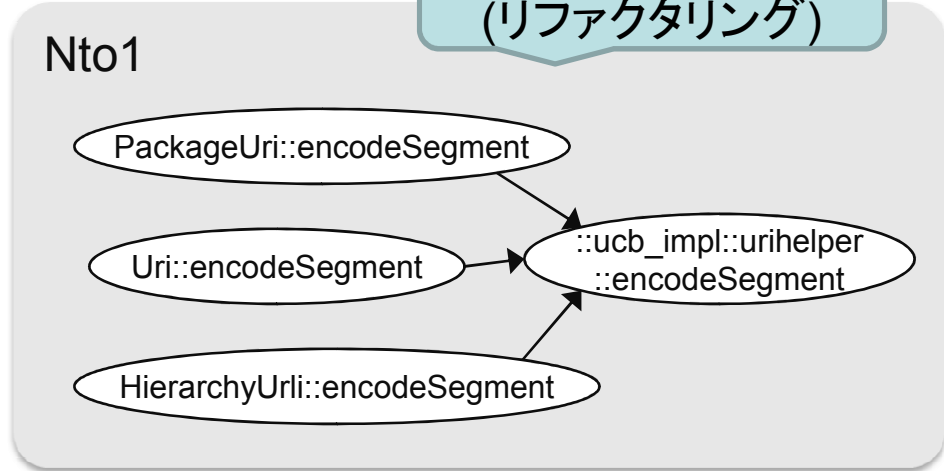 (リファクタリング)
Nto1
PackageUri::encodeSegment
Uri::encodeSegment
::ucb_impl::urihelper
::encodeSegment
HierarchyUrli::encodeSegment